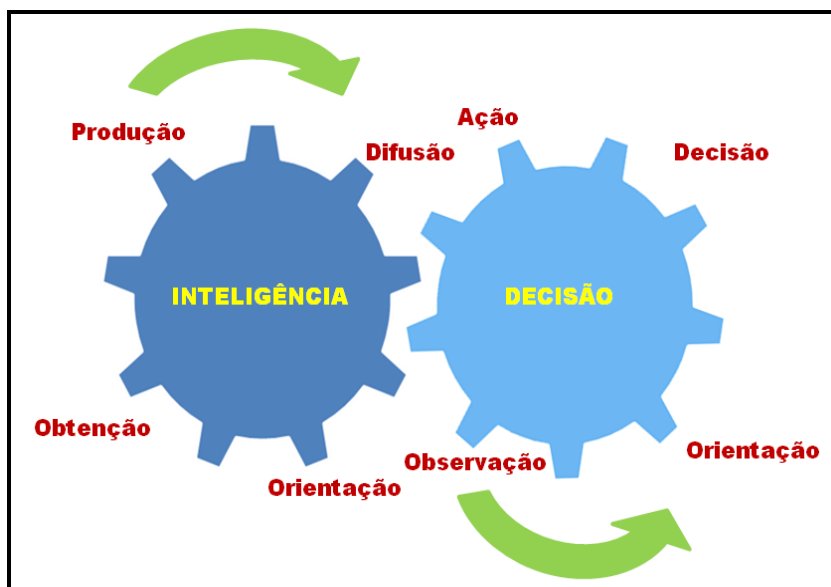 Ação
Produção
Difusão
Decisão
INTELIGÊNCIA
DECISÃO
Obtenção
Observação
Orientação
Orientação